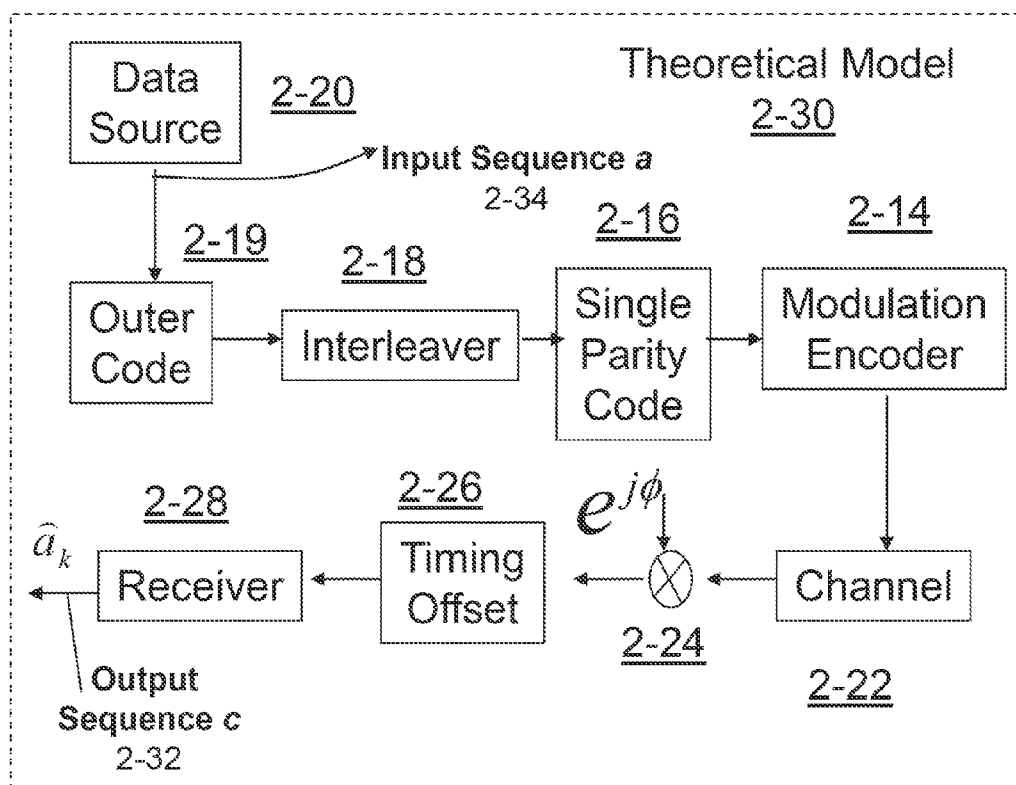 Data
Source
2-20
Theoretical Model
2-30
Input Sequence a
2-34
2-19
2-18
2-16
2-14
Outer
Code
Interleaver
Single
Parity
Code
Modulation
Encoder
2-28
2-26
e^{jϕ}
â_k
Receiver
Timing
Offset
Channel
2-24
2-22
Output
Sequence c
2-32